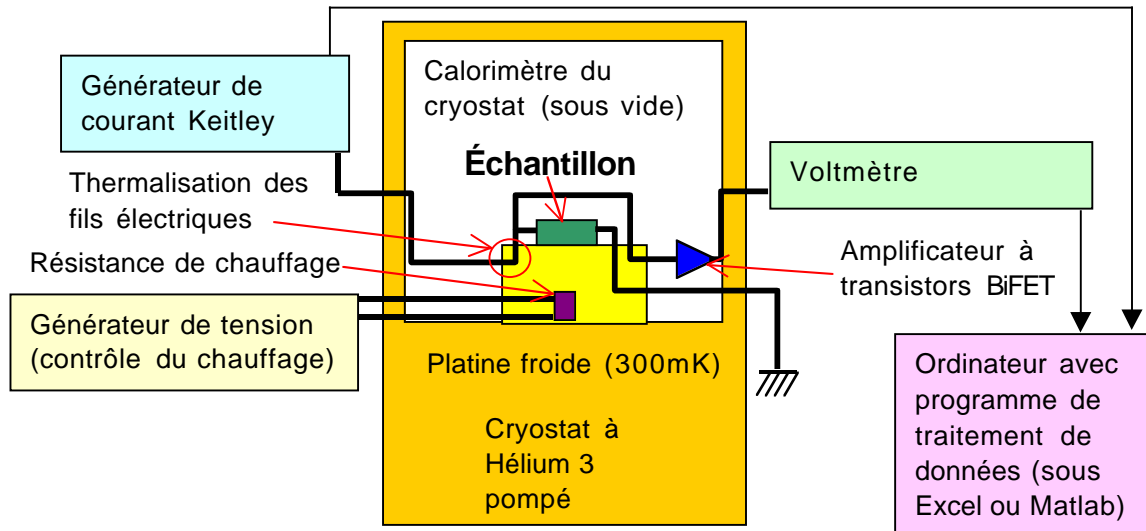 Générateur de
courant Keitley
Calorimètre du
cryostat (sous vide)
Échantillon
Voltmètre
Thermalisation des
fils électriques
Résistance de chauffage
Amplificateur à
transistors BiFET
Générateur de tension
(contrôle du chauffage)
Platine froide (300mK)
Cryostat à
Hélium 3
pompé
Ordinateur avec
programme de
traitement de
données (sous
Excel ou Matlab)